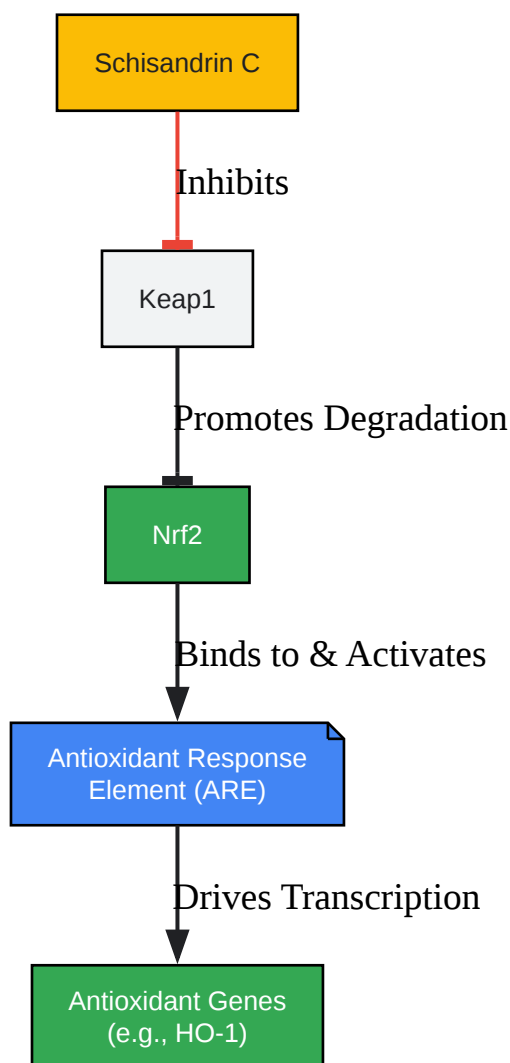 Schisandrin C
Inhibits
Keap1
Promotes Degradation
Nrf2
Binds to & Activates
Antioxidant Response
Element (ARE)
Drives Transcription
Antioxidant Genes
(e.g., HO-1)